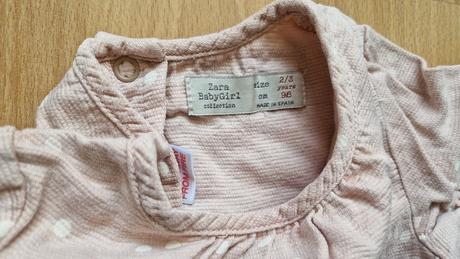 Zara size 2/3
BabyGirl cm years
collection 98
MADE IN SPAIN